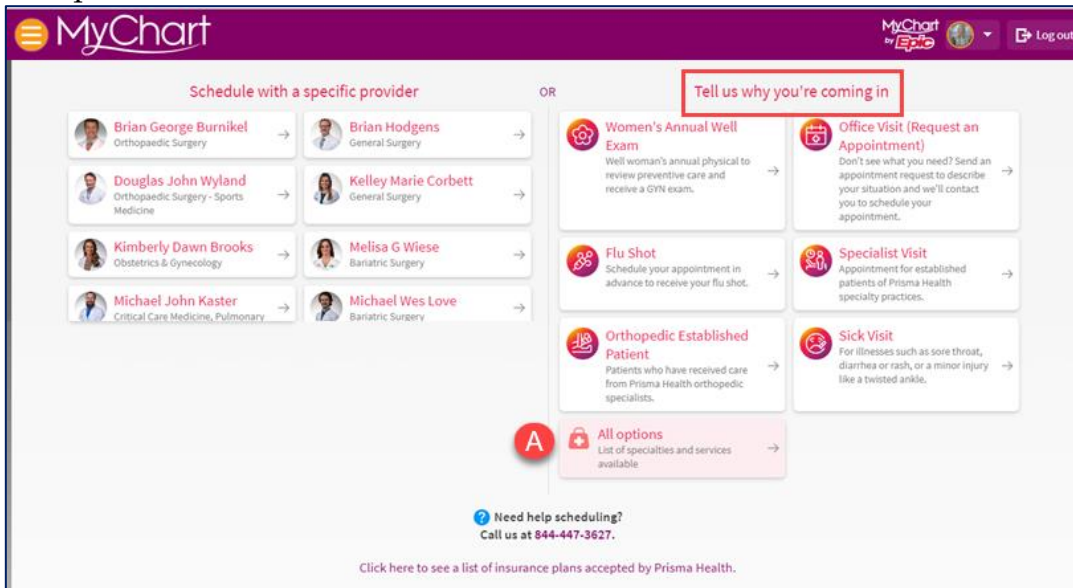 MyChart
MyChart
by Epic
Log out
Schedule with a specific provider
OR
Tell us why you're coming in
Brian George Burnikel
Orthopaedic Surgery
Brian Hodgens
General Surgery
Douglas John Wyland
Orthopaedic Surgery - Sports
Medicine
Kelley Marie Corbett
General Surgery
Kimberly Dawn Brooks
Obstetrics & Gynecology
Melisa G Wiese
Bariatric Surgery
Michael John Kaster
Critical Care Medicine, Pulmonary
Michael Wes Love
Bariatric Surgery
Women's Annual Well
Exam
Well woman's annual physical to
review preventive care and
receive a GYN exam.
Office Visit (Request an
Appointment)
Don't see what you need? Send an
appointment request to describe
your situation and we'll contact
you to schedule your
appointment.
Flu Shot
Schedule your appointment in
advance to receive your flu shot.
Specialist Visit
Appointment for established
patients of Prisma Health
specialty practices.
Orthopedic Established
Patient
Patients who have received care
from Prisma Health orthopedic
specialists.
Sick Visit
For illnesses such as sore throat,
diarrhea or rash, or a minor injury
like a twisted ankle.
A
All options
List of specialties and services
available
Need help scheduling?
Call us at 844-447-3627.
Click here to see a list of insurance plans accepted by Prisma Health.